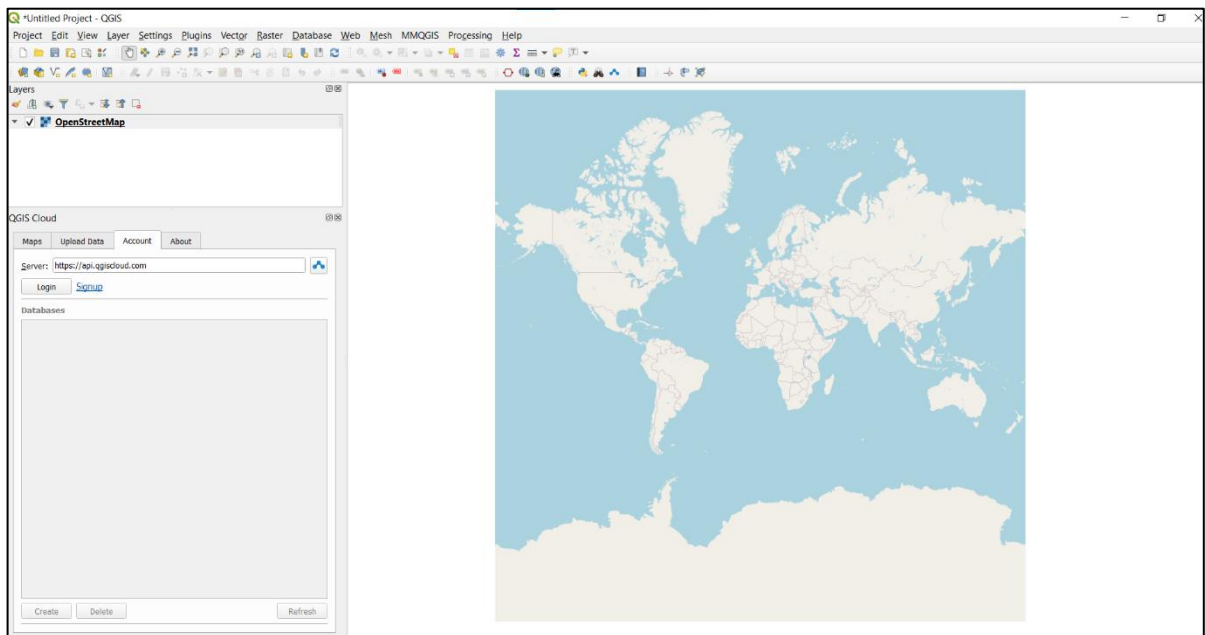 *Untitled Project - QGIS
Project Edit View Layer Settings Plugins Vector Raster Database Web Mesh MMQGIS Processing Help
Layers
OpenStreetMap
QGIS Cloud
Maps Upload Data Account About
Server: https://api.qgiscloud.com
Login Signup
Databases
Create Delete Refresh